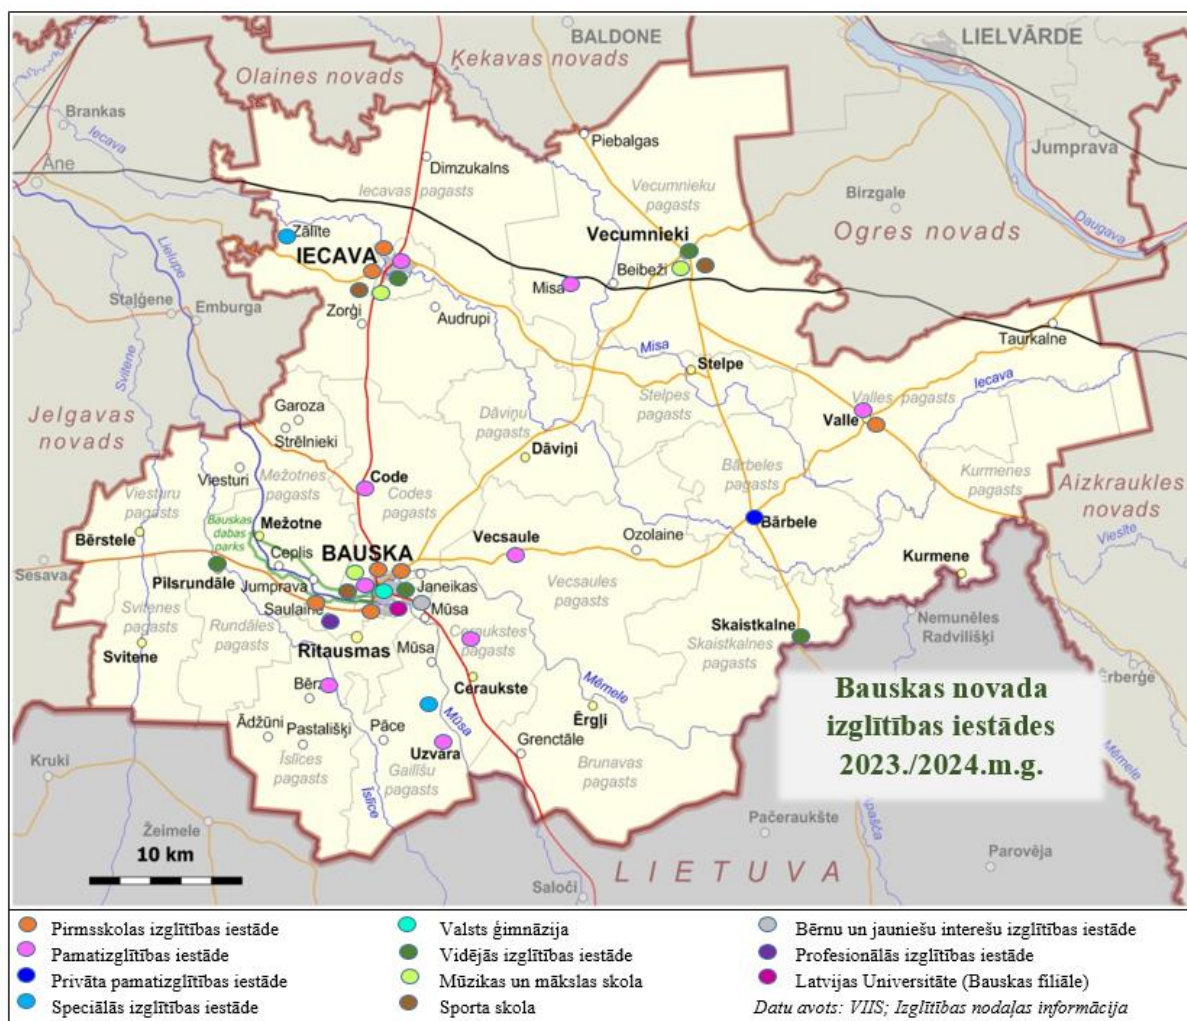 BALDONE
LIELVĀRDE
Ķekavas novads
Olaines novads
Brankas
Iecava
Piebalgas
Jumprava
Āne
Dimzukalns
Iecavas
pagasts
Vecumnieku
pagasts
Birzgale
Daugava
Zālīte
IECAVA
Vecumnieki
Ogres novads
Lielupe
Beibeži
Misa
Staļģene
Emburga
Zorģi
Audrupi
Taurkalne
Svitene
Misa
Stelpe
Iecava
Jelgavas
novads
Garoza
Strēlnieki
Dāviņu
pagasts
Stelpes
pagasts
Valles pagasts
Valle
Viesturi
Mežotnes
pagasts
Code
Codes
pagasts
Dāviņi
Bārbeles
pagasts
Kurmenes
pagasts
Aizkraukles
novads
Viesturu
pagasts
Bauskas
dabas
parks
Mežotne
Bērstele
BAUSKA
Vecsaule
Ozolaine
Bārbele
Viesīte
Sesava
Ceplis
Kurmene
Pilsrundāle
Jumprava
Janeikas
Vecsaules
pagasts
Svitenes
pagasts
Rundāles
pagasts
Saulaine
Mūsa
Ceraukstes
pagasts
Skaistkalne
Skaistkalnes
pagasts
Nemunėles
Radviliškį
Svitene
Rītausmas
Mūsa
Ceraukste
Mēmele
Ērberģe
Bērz
Ērgļi
Bauskas novada
izglītības iestādes
2023./2024.m.g.
Ādžūni
Pastališķi
Pāce
Uzvara
Mūsa
Grenctāle
Īslīces
pagasts
Gailīšu
pagasts
Īslīce
Brunavas
pagasts
Mēmele
Kruki
Žeimele
Pačeraukšte
apašča
Parovėja
10 km
LIETUVA
Saloči
Pirmsskolas izglītības iestāde
Pamatizglītības iestāde
Privāta pamatizglītības iestāde
Speciālās izglītības iestāde
Valsts ģimnāzija
Vidējās izglītības iestāde
Mūzikas un mākslas skola
Sporta skola
Bērnu un jauniešu interešu izglītības iestāde
Profesionālās izglītības iestāde
Latvijas Universitāte (Bauskas filiāle)
Datu avots: VIIS; Izglītības nodaļas informācija